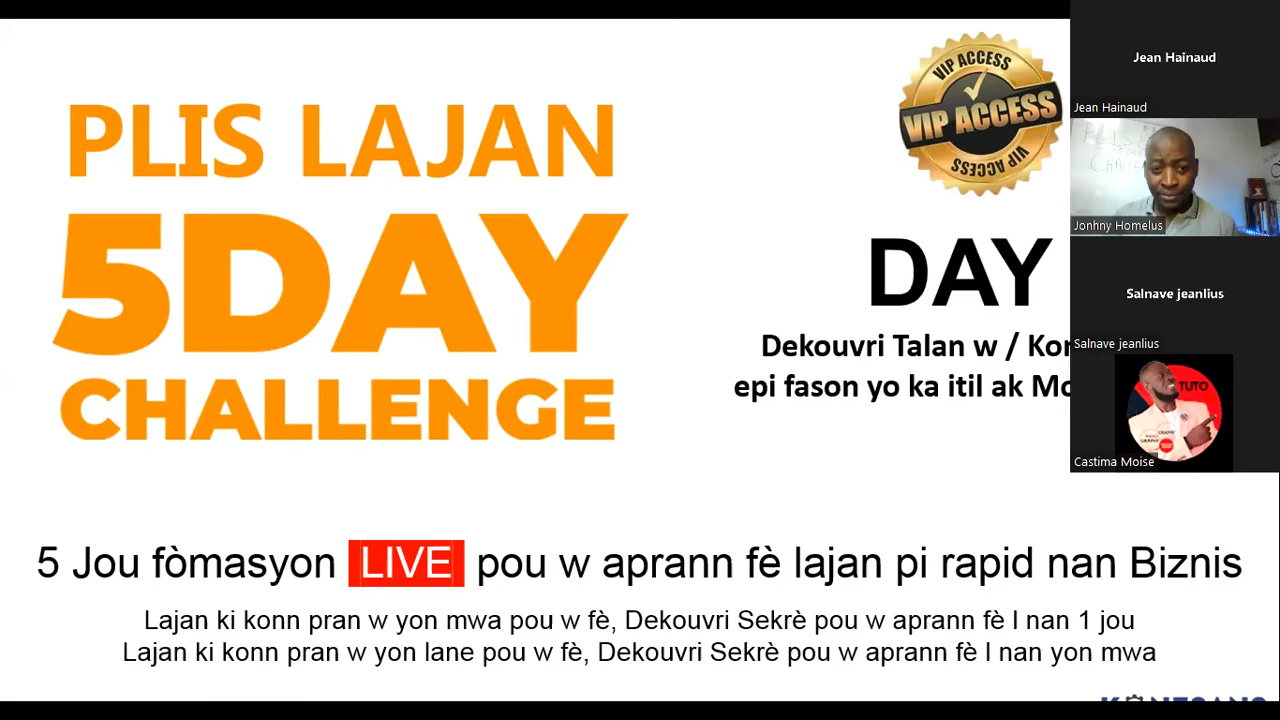 PLIS LAJAN
5DAY
CHALLENGE
VIP ACCESS
VIP ACCESS
VIP ACCESS
DAY
Dekouvri Talan w /
epi fason yo ka itil ak
5 Jou fòmasyon LIVE pou w aprann fè lajan pi rapid nan Biznis
Lajan ki konn pran w yon mwa pou w fè, Dekouvri Sekrè pou w aprann fè l nan 1 jou
Lajan ki konn pran w yon lane pou w fè, Dekouvri Sekrè pou w aprann fè l nan yon mwa
Jean Hainaud
Jean Hainaud
Jonhny Homelus
Salnave jeanlius
Salnave jeanlius
TUTO
Castima Moise